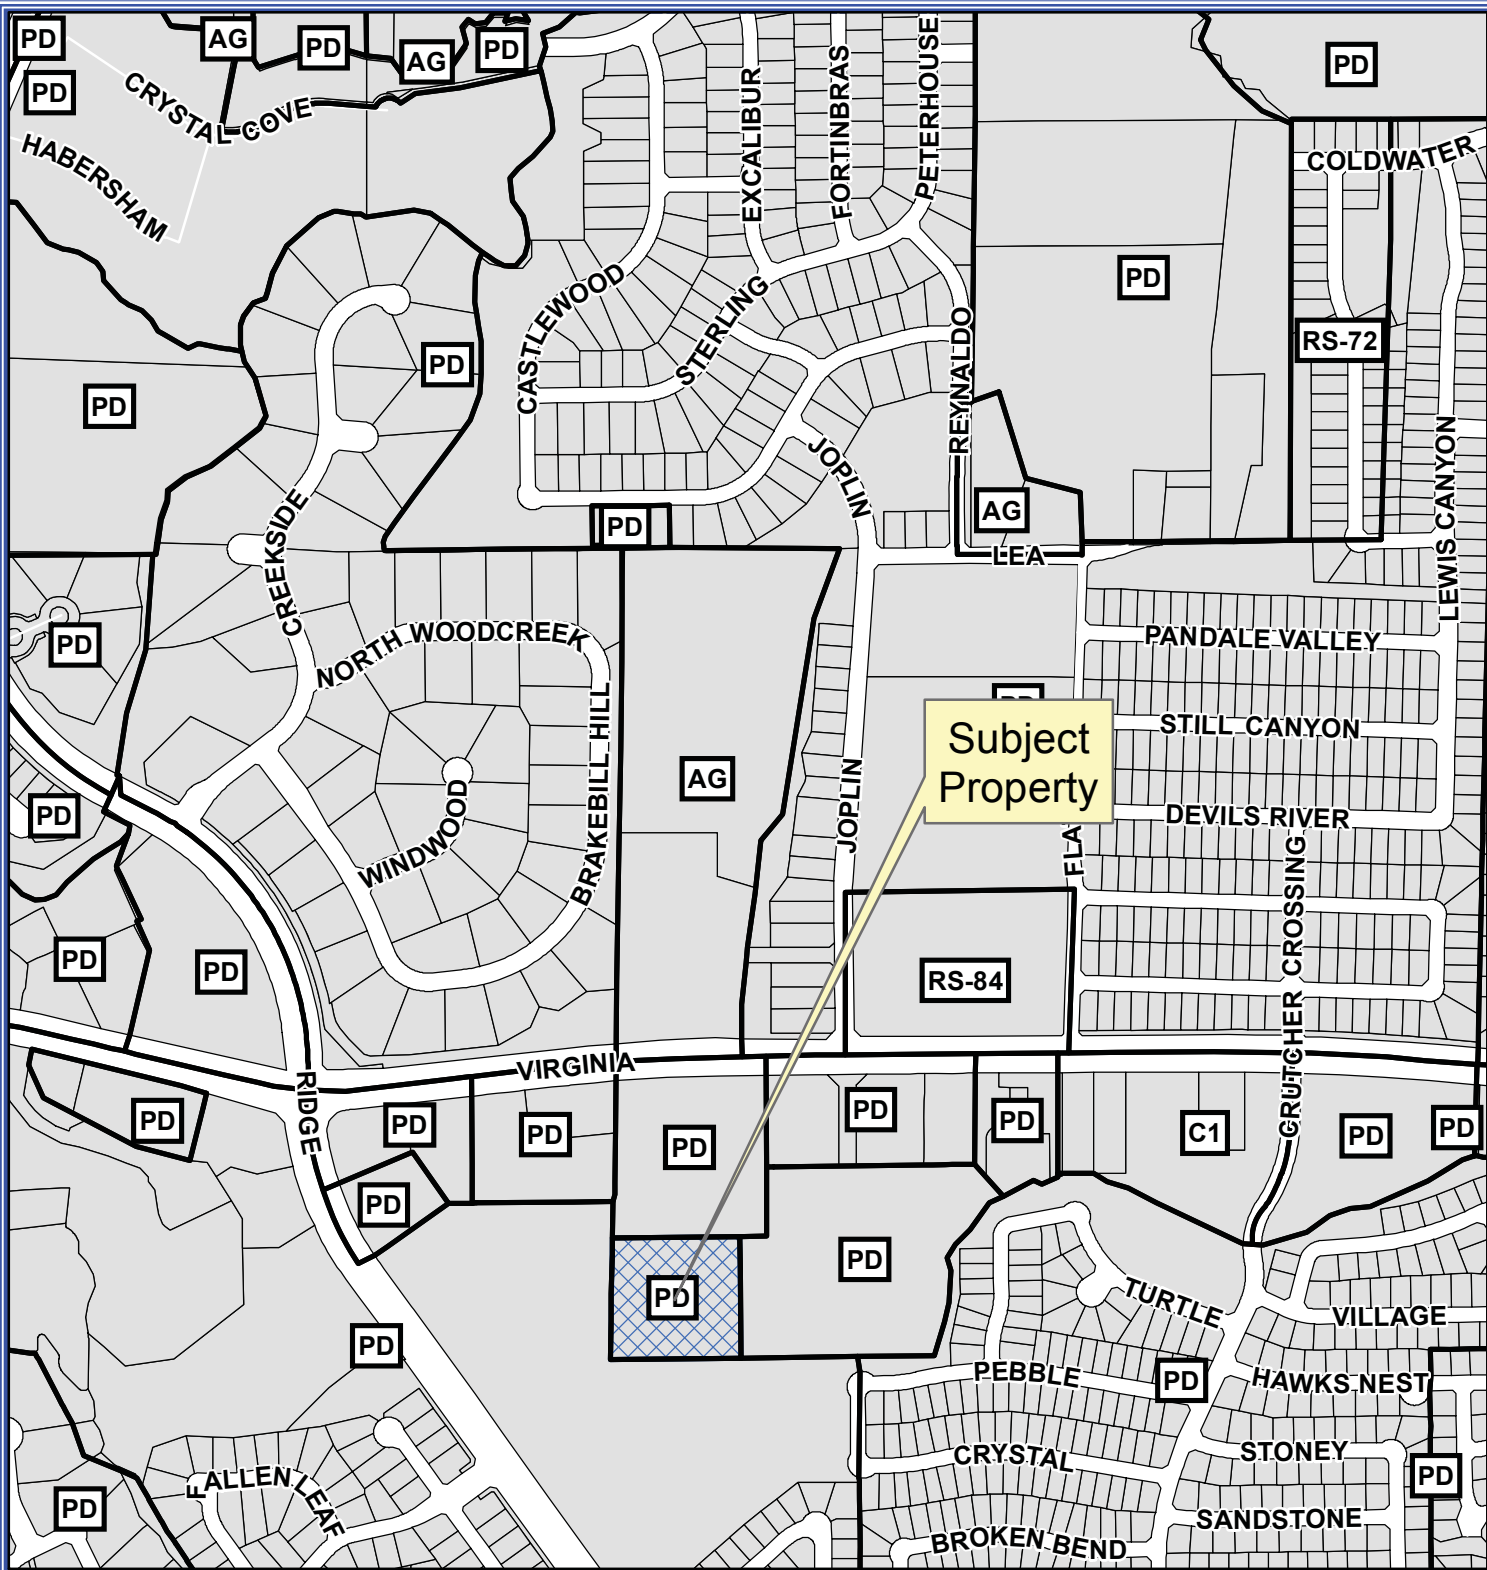 PD
AG
PD
AG
PD
PD
PD
CRYSTAL COVE
HABERSHAM
EXCALIBUR
FORTINBRAS
PETERHOUSE
COLDWATER
PD
RS-72
CASTLEWOOD
STERLING
REYNALDO
PD
PD
JOPLIN
LEWIS CANYON
AG
PD
LEA
CREEKSIDE
NORTH WOODCREEK
PD
PANDALE VALLEY
STILL CANYON
Subject
Property
AG
BRAKEBILL HILL
WINDWOOD
JOPLIN
PD
DEVILS RIVER
FLA
CRUTCHER CROSSING
PD
PD
RS-84
VIRGINIA
RIDGE
PD
PD
PD
PD
PD
PD
C1
PD
PD
PD
PD
PD
TURTLE
VILLAGE
PD
PEBBLE
PD
HAWKS NEST
CRYSTAL
STONEY
PD
FALLEN LEAF
PD
SANDSTONE
BROKEN BEND